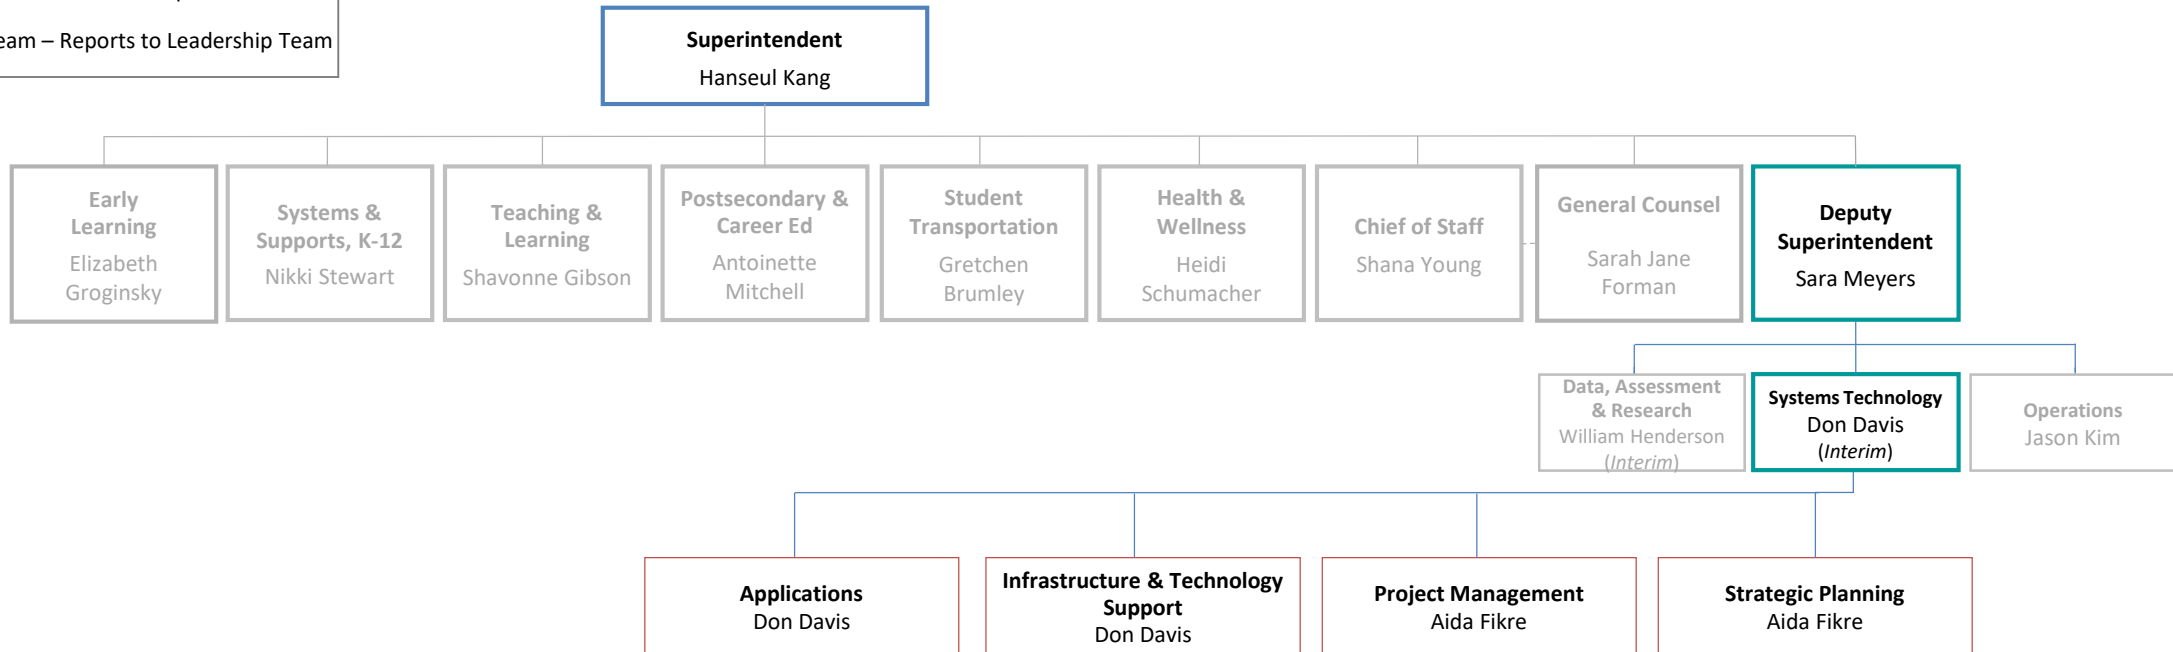 – Reports to Leadership Team
Superintendent
Hanseul Kang
Early
Learning
Elizabeth
Groginsky
Systems &
Supports, K-12
Nikki Stewart
Teaching &
Learning
Shavonne Gibson
Postsecondary &
Career Ed
Antoinette
Mitchell
Student
Transportation
Gretchen
Brumley
Health &
Wellness
Heidi
Schumacher
Chief of Staff
Shana Young
General Counsel
Sarah Jane
Forman
Deputy
Superintendent
Sara Meyers
Data, Assessment
& Research
William Henderson
(Interim)
Systems Technology
Don Davis
(Interim)
Operations
Jason Kim
Applications
Don Davis
Infrastructure & Technology
Support
Don Davis
Project Management
Aida Fikre
Strategic Planning
Aida Fikre